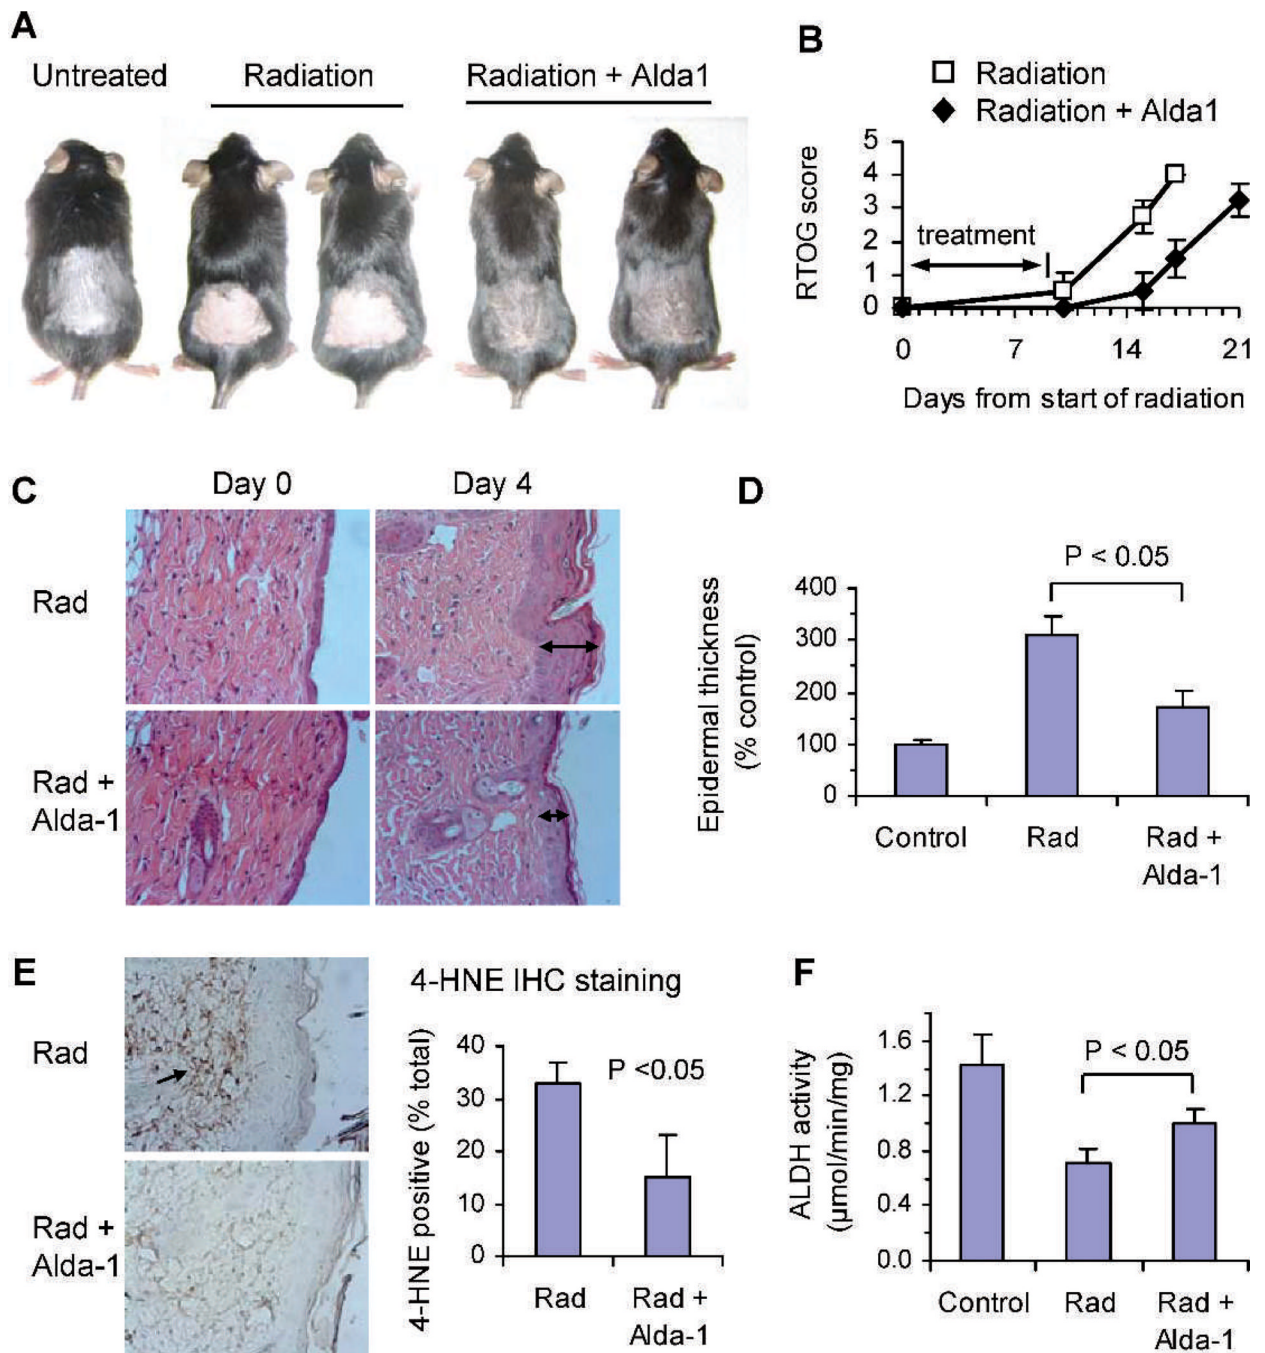 A
Untreated
Radiation
Radiation + Alda1
B
Radiation
Radiation + Alda1
RTOG score
5
4
3
2
1
0
treatment
0
7
14
21
Days from start of radiation
C
Day 0
Day 4
Rad
Rad +
Alda-1
D
P < 0.05
Epidermal thickness
(% control)
400
300
200
100
0
Control
Rad
Rad +
Alda-1
E
Rad
Rad +
Alda-1
4-HNE IHC staining
4-HNE positive (% total)
40
30
20
10
0
P <0.05
Rad
Rad +
Alda-1
F
ALDH activity
(µmol/min/mg)
1.6
1.2
0.8
0.4
0.0
P < 0.05
Control
Rad
Rad +
Alda-1